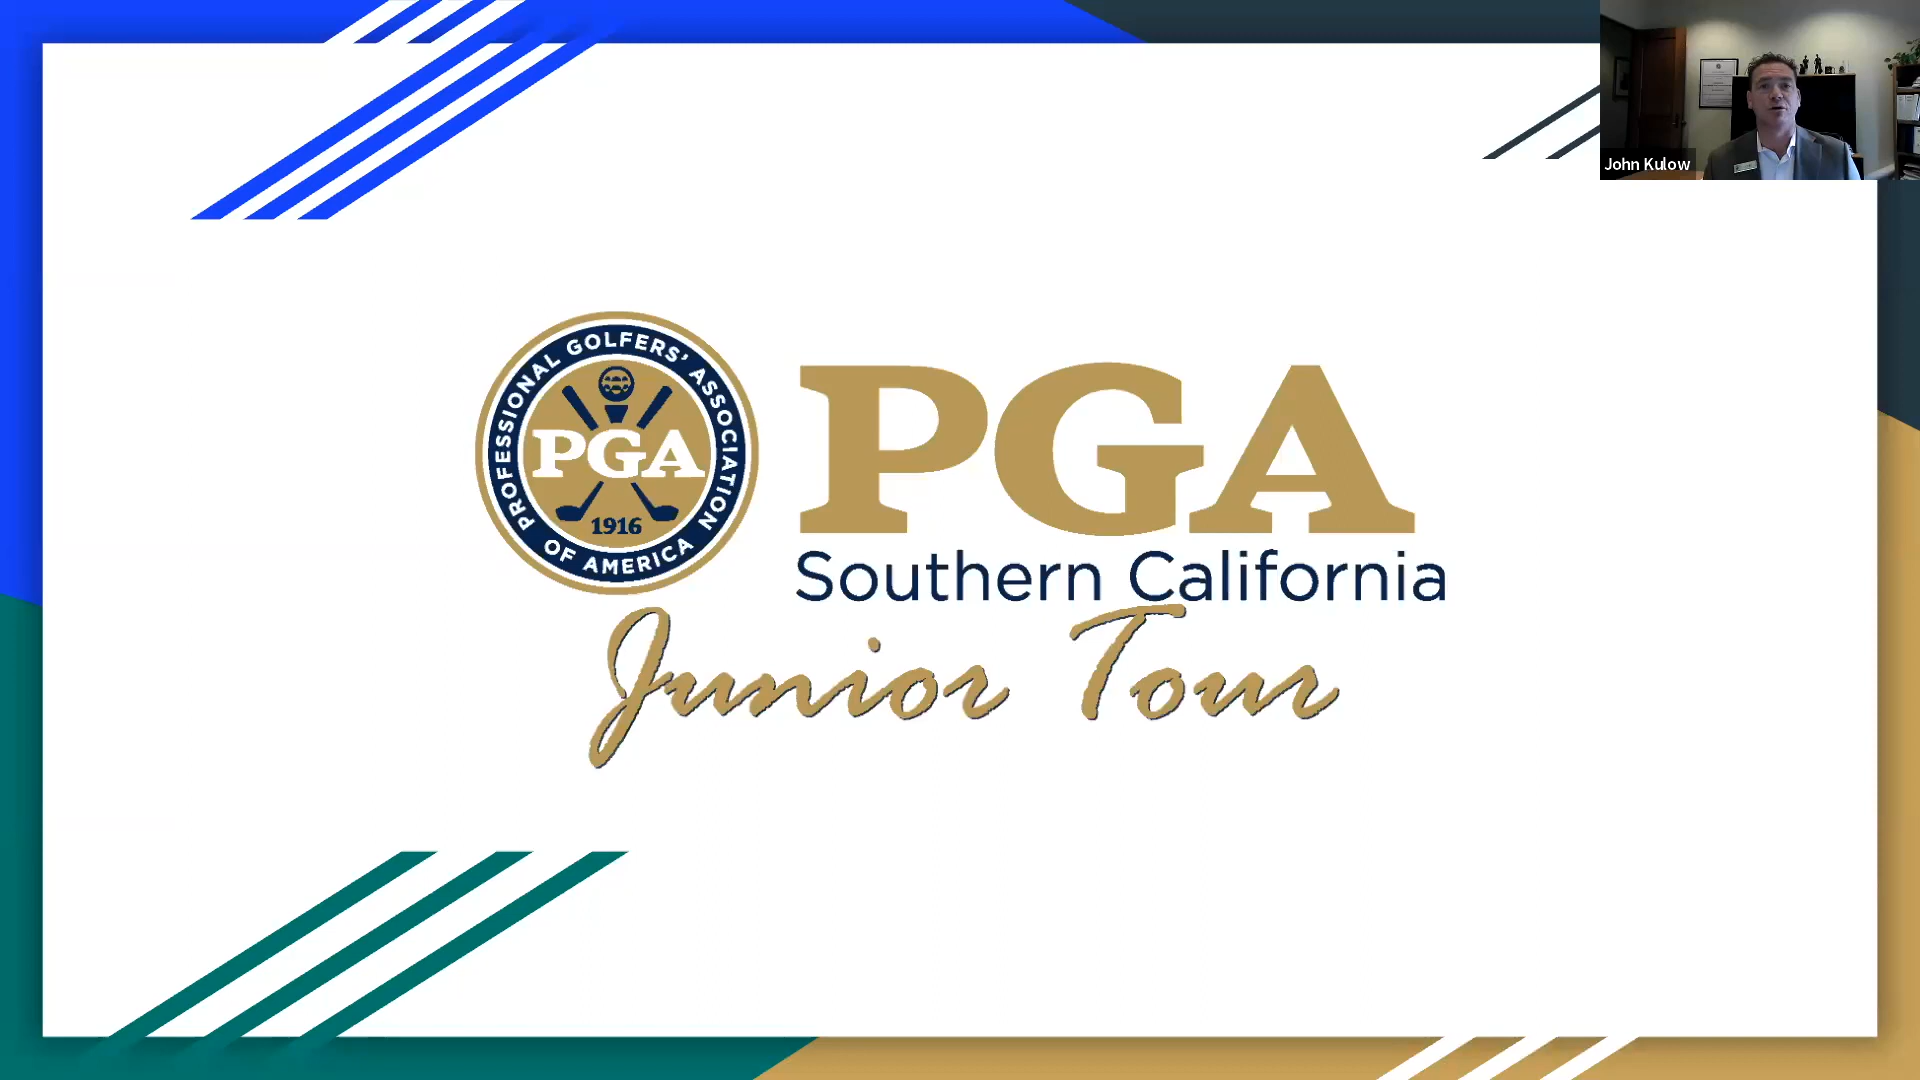 John Kulow
PROFESSIONAL GOLFERS' ASSOCIATION
OF AMERICA
PGA
1916
PGA
Southern California
Junior Tour